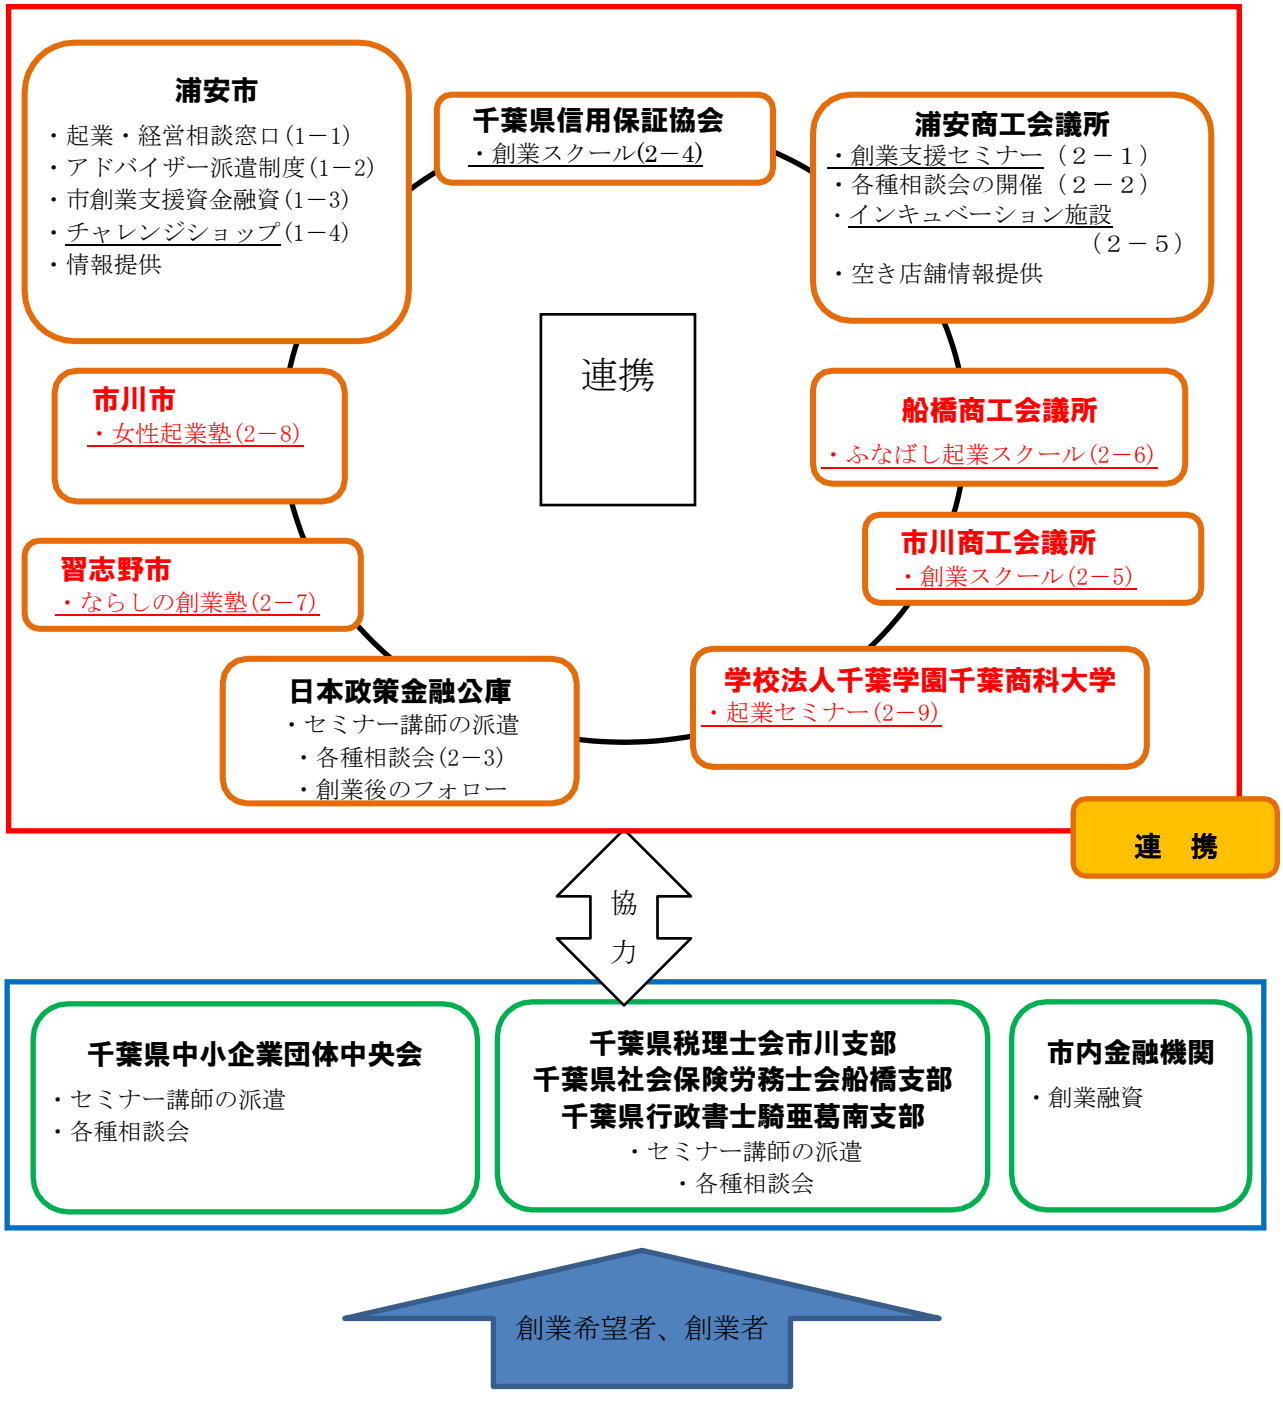 浦安市
・起業・経営相談窓口(1－1)
・アドバイザー派遣制度(1－2)
・市創業支援資金融資(1－3)
・チャレンジショップ(1－4)
・情報提供
千葉県信用保証協会
・創業スクール(2－4)
浦安商工会議所
・創業支援セミナー（２－１）
・各種相談会の開催（２－２）
・インキュベーション施設
（２－５）
・空き店舗情報提供
連携
市川市
・女性起業塾(2－8)
船橋商工会議所
・ふなばし起業スクール(2－6)
習志野市
・ならしの創業塾(2－7)
市川商工会議所
・創業スクール(2－5)
日本政策金融公庫
・セミナー講師の派遣
・各種相談会(2－3)
・創業後のフォロー
学校法人千葉学園千葉商科大学
・起業セミナー(2－9)
連　携
協
力
千葉県中小企業団体中央会
・セミナー講師の派遣
・各種相談会
千葉県税理士会市川支部
千葉県社会保険労務士会船橋支部
千葉県行政書士騎亜葛南支部
・セミナー講師の派遣
・各種相談会
市内金融機関
・創業融資
創業希望者、創業者